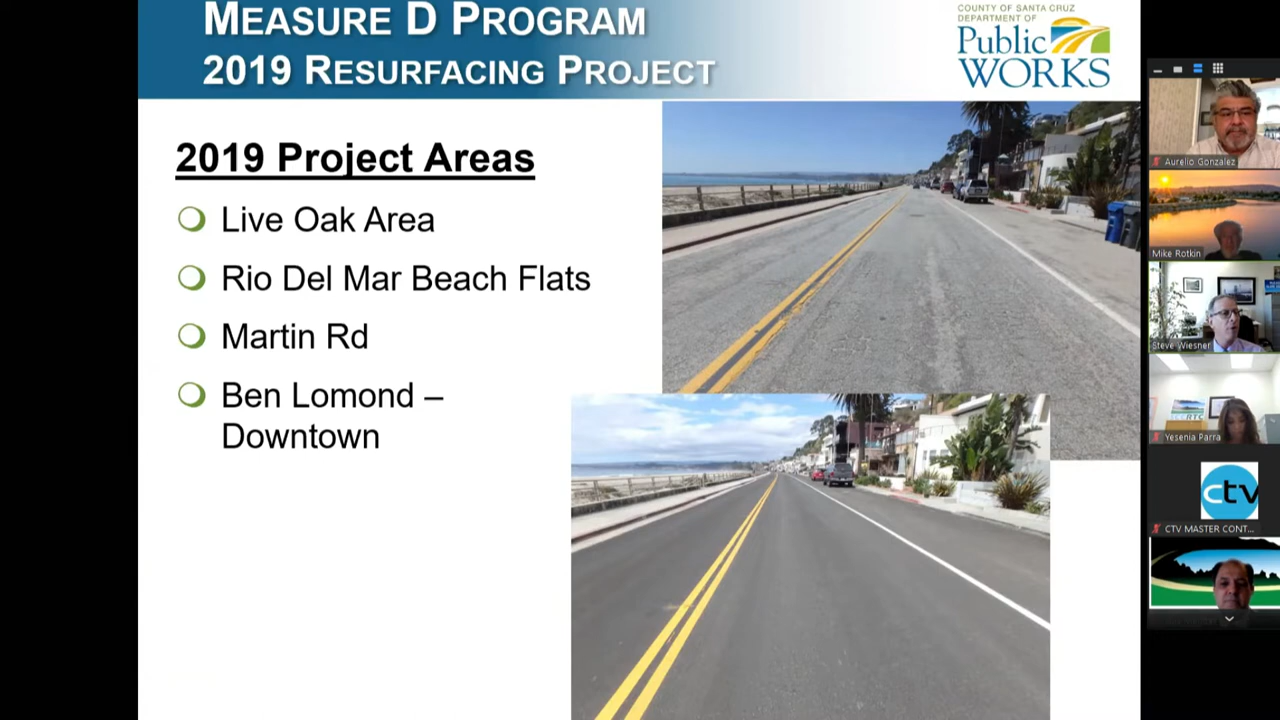 MEASURE D PROGRAM
2019 RESURFACING PROJECT
COUNTY OF SANTA CRUZ
DEPARTMENT OF
Public
WORKS
2019 Project Areas
Live Oak Area
Rio Del Mar Beach Flats
Martin Rd
Ben Lomond –
Downtown
Aurelio Gonzalez
Mike Rotkin
Steve Wiesner
Yesenia Parra
ctv
CTV MASTER CONT...